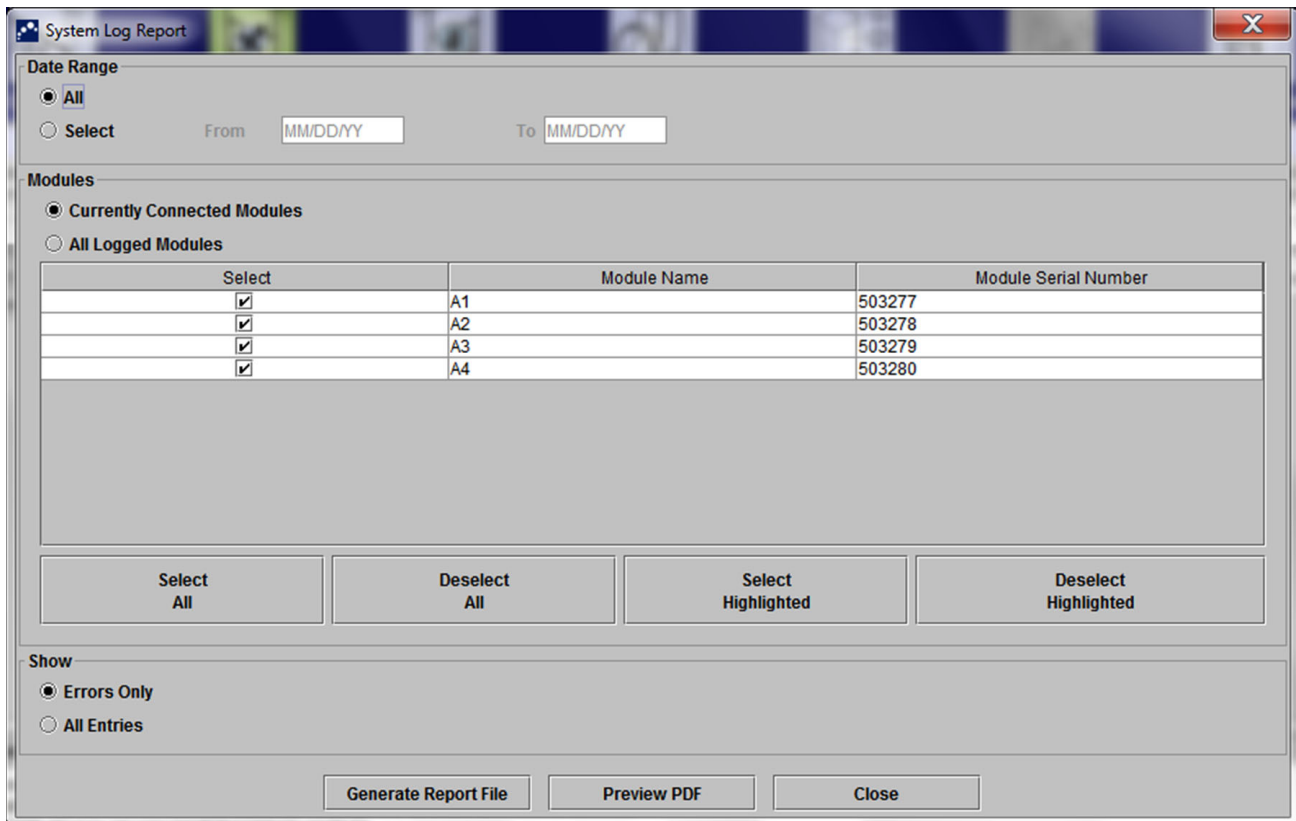 System Log Report
Date Range
All
Select From MM/DD/YY To MM/DD/YY
Modules
Currently Connected Modules
All Logged Modules
Select Module Name Module Serial Number
A1 503277
A2 503278
A3 503279
A4 503280
Select All Deselect All Select Highlighted Deselect Highlighted
Show
Errors Only
All Entries
Generate Report File Preview PDF Close